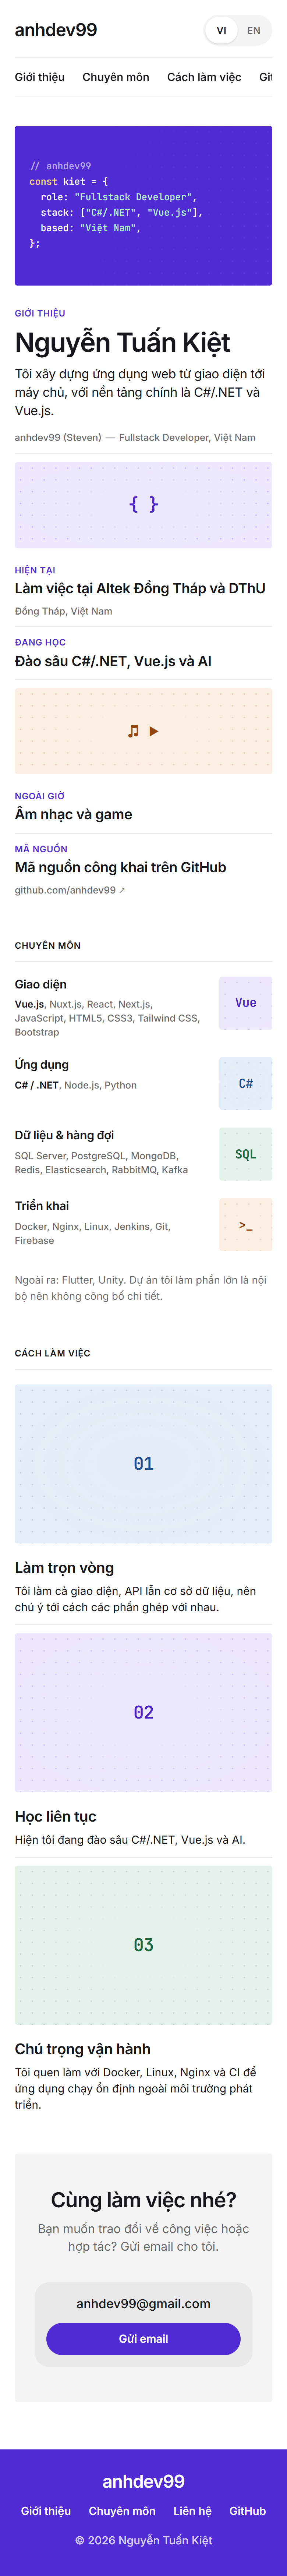 anhdev99
VI EN
Giới thiệu Chuyên môn Cách làm việc Git
// anhdev99
const kiet = {
role: "Fullstack Developer",
stack: ["C#/.NET", "Vue.js"],
based: "Việt Nam",
};
GIỚI THIỆU
Nguyễn Tuấn Kiệt
Tôi xây dựng ứng dụng web từ giao diện tới
máy chủ, với nền tảng chính là C#/.NET và
Vue.js.
anhdev99 (Steven) — Fullstack Developer, Việt Nam
{ }
HIỆN TẠI
Làm việc tại Altek Đồng Tháp và DThU
Đồng Tháp, Việt Nam
ĐANG HỌC
Đào sâu C#/.NET, Vue.js và AI
NGOÀI GIỜ
Âm nhạc và game
MÃ NGUỒN
Mã nguồn công khai trên GitHub
github.com/anhdev99 ↗
CHUYÊN MÔN
Giao diện
Vue.js, Nuxt.js, React, Next.js,
JavaScript, HTML5, CSS3, Tailwind CSS,
Bootstrap
Vue
Ứng dụng
C# / .NET, Node.js, Python
C#
Dữ liệu & hàng đợi
SQL Server, PostgreSQL, MongoDB,
Redis, Elasticsearch, RabbitMQ, Kafka
SQL
Triển khai
Docker, Nginx, Linux, Jenkins, Git,
Firebase
>_
Ngoài ra: Flutter, Unity. Dự án tôi làm phần lớn là nội
bộ nên không công bố chi tiết.
CÁCH LÀM VIỆC
01
Làm trọn vòng
Tôi làm cả giao diện, API lẫn cơ sở dữ liệu, nên
chú ý tới cách các phần ghép với nhau.
02
Học liên tục
Hiện tôi đang đào sâu C#/.NET, Vue.js và AI.
03
Chú trọng vận hành
Tôi quen làm với Docker, Linux, Nginx và CI để
ứng dụng chạy ổn định ngoài môi trường phát
triển.
Cùng làm việc nhé?
Bạn muốn trao đổi về công việc hoặc
hợp tác? Gửi email cho tôi.
anhdev99@gmail.com
Gửi email
anhdev99
Giới thiệu Chuyên môn Liên hệ GitHub
© 2026 Nguyễn Tuấn Kiệt